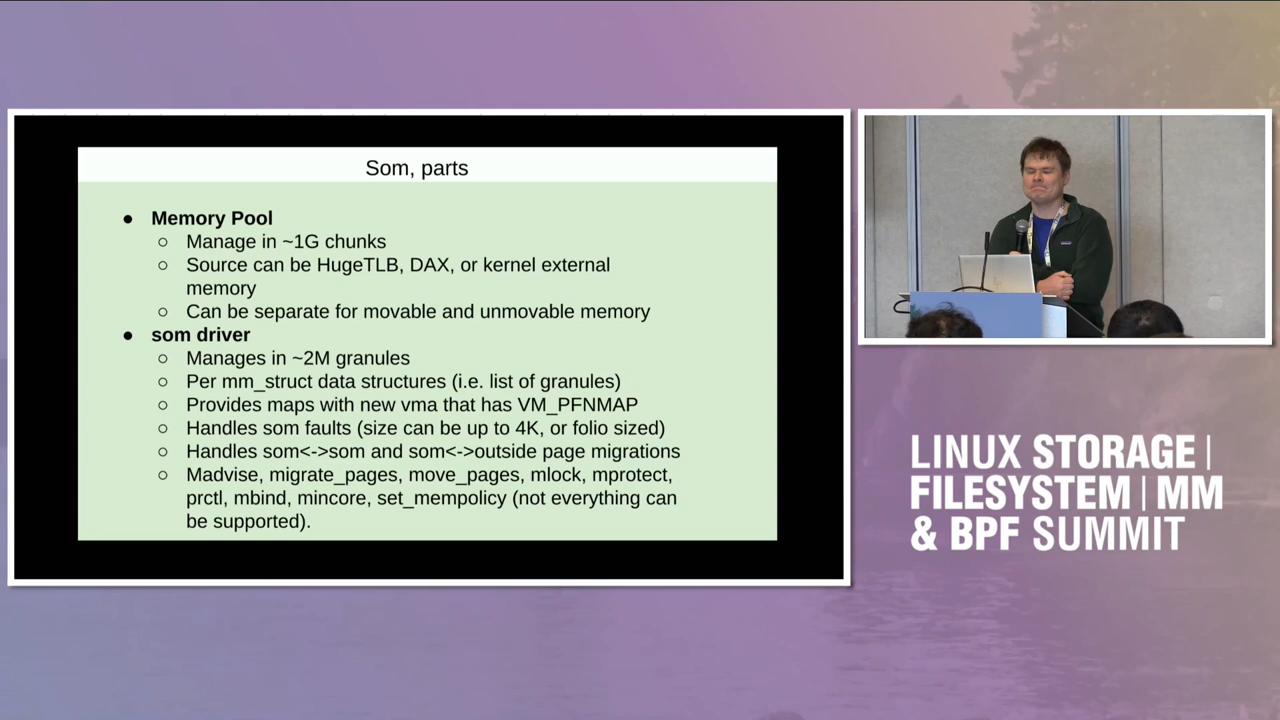 Som, parts
● Memory Pool
○ Manage in ~1G chunks
○ Source can be HugeTLB, DAX, or kernel external
memory
○ Can be separate for movable and unmovable memory
● som driver
○ Manages in ~2M granules
○ Per mm_struct data structures (i.e. list of granules)
○ Provides maps with new vma that has VM_PFNMAP
○ Handles som faults (size can be up to 4K, or folio sized)
○ Handles som<->som and som<->outside page migrations
○ Madvise, migrate_pages, move_pages, mlock, mprotect,
prctl, mbind, mincore, set_mempolicy (not everything can
be supported).
LINUX STORAGE |
FILESYSTEM | MM
& BPF SUMMIT